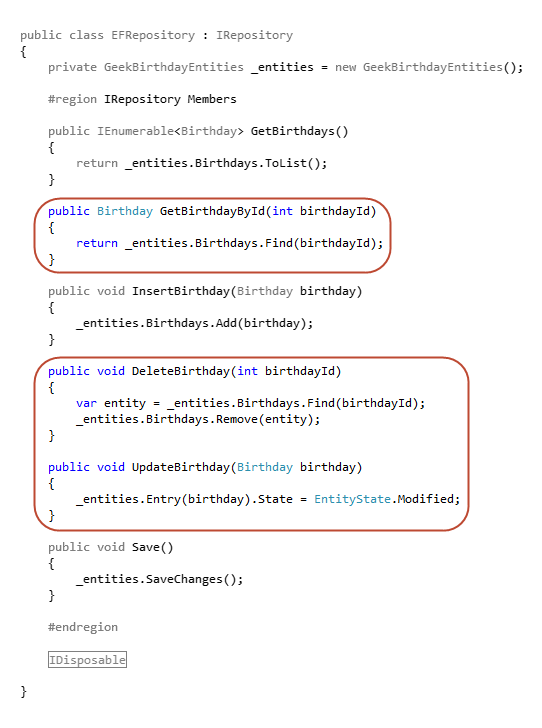 public class EFRepository : IRepository
{
    private GeekBirthdayEntities _entities = new GeekBirthdayEntities();
    #region IRepository Members
    public IEnumerable<Birthday> GetBirthdays()
    {
        return _entities.Birthdays.ToList();
    }
    public Birthday GetBirthdayById(int birthdayId)
    {
        return _entities.Birthdays.Find(birthdayId);
    }
    public void InsertBirthday(Birthday birthday)
    {
        _entities.Birthdays.Add(birthday);
    }
    public void DeleteBirthday(int birthdayId)
    {
        var entity = _entities.Birthdays.Find(birthdayId);
        _entities.Birthdays.Remove(entity);
    }
    public void UpdateBirthday(Birthday birthday)
    {
        _entities.Entry(birthday).State = EntityState.Modified;
    }
    public void Save()
    {
        _entities.SaveChanges();
    }
    #endregion
    IDisposable
}